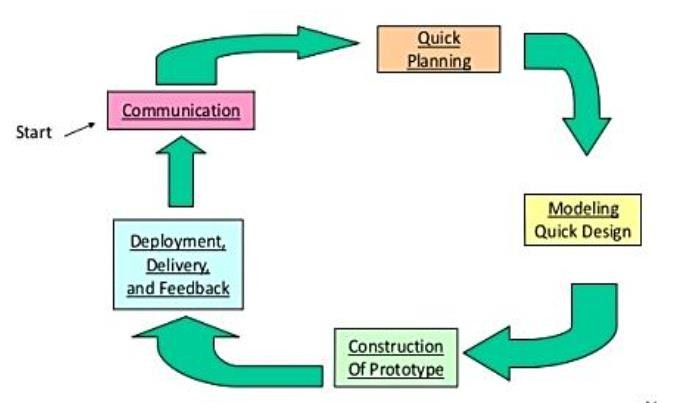 Quick
Planning
Communication
Start
Modeling
Quick Design
Deployment,
Delivery,
and Feedback
Construction
Of Prototype